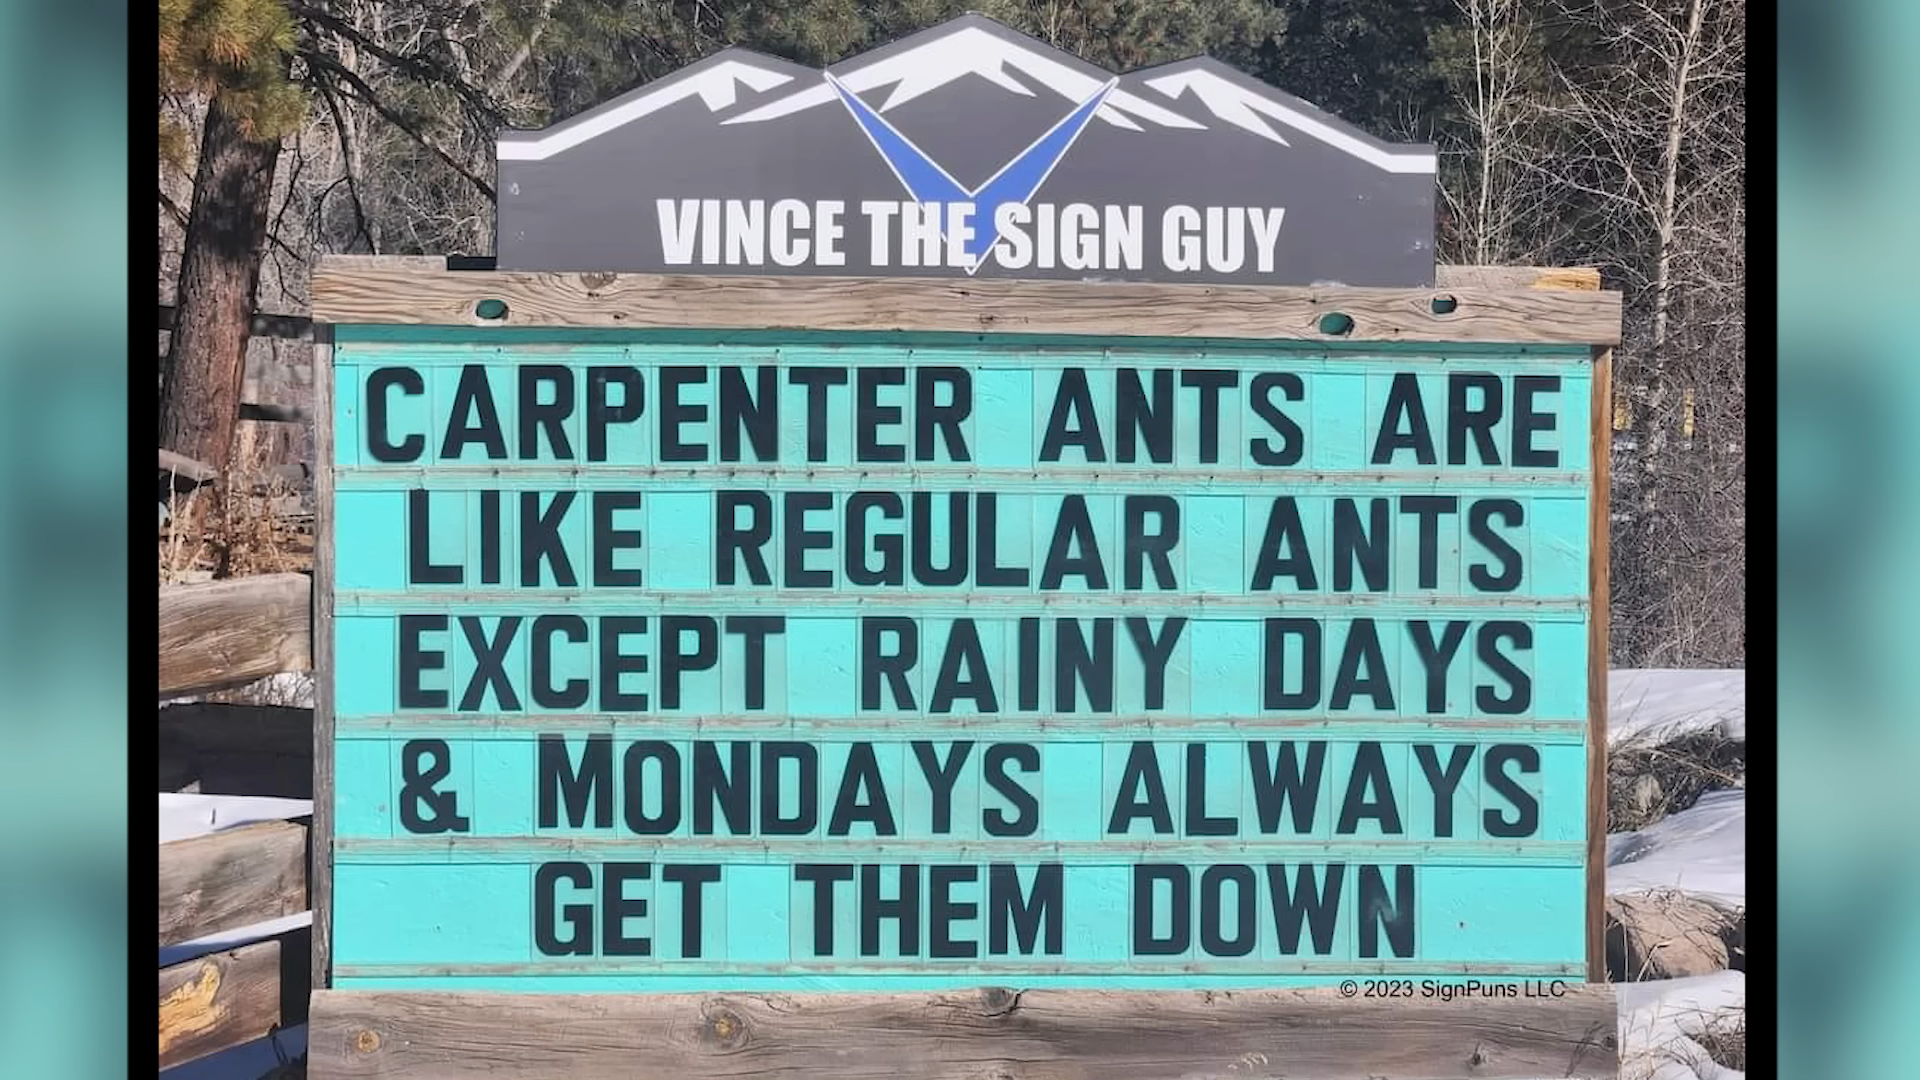 VINCE THE SIGN GUY
CARPENTER ANTS ARE
LIKE REGULAR ANTS
EXCEPT RAINY DAYS
& MONDAYS ALWAYS
GET THEM DOWN
© 2023 SignPuns LLC